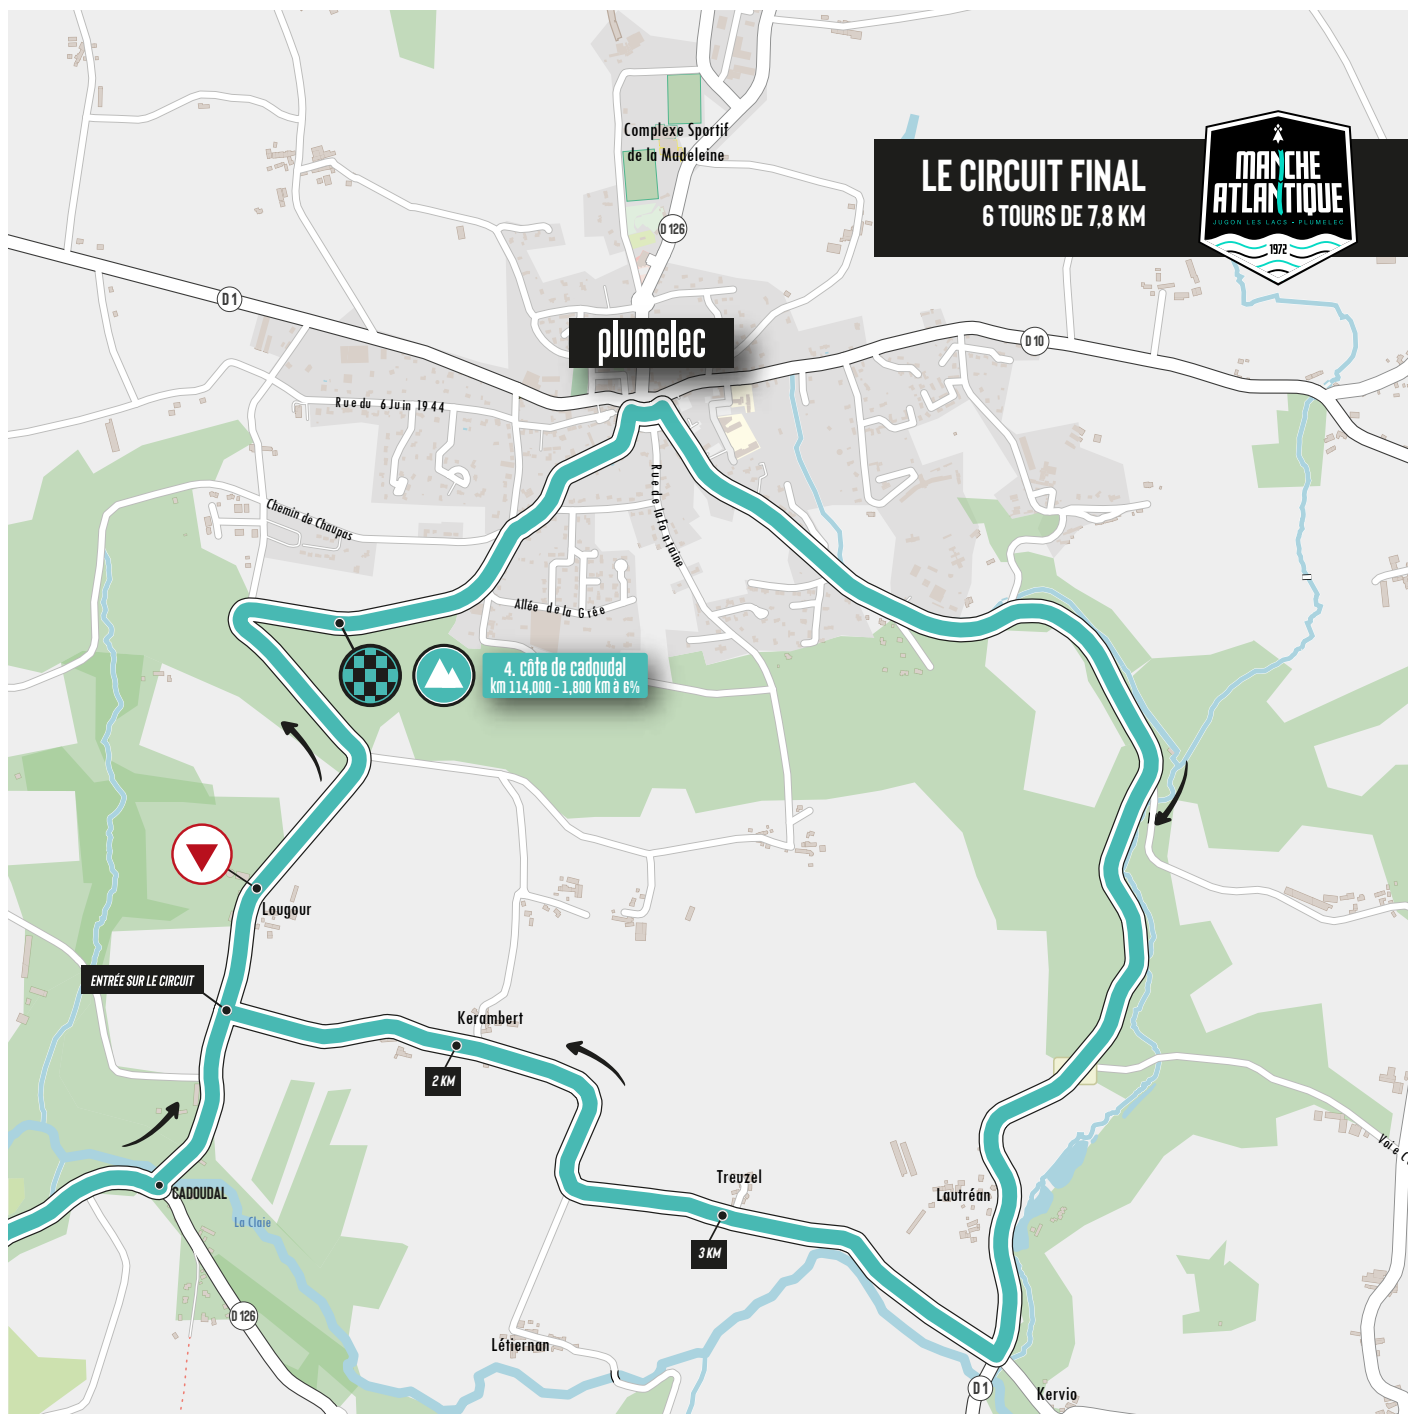 Complexe Sportif
de la Madeleine
LE CIRCUIT FINAL
6 TOURS DE 7,8 KM
MANCHE
ATLANTIQUE
JUGON LES LACS • PLUMELEC
1972
D 126
D 1
plumelec
D 10
Rue du 6 Juin 1944
Rue de la Fontaine
Chemin de Chaupas
Allée de la Grée
4. côte de cadoudal
km 114,000 - 1,800 km à 6%
Lougour
ENTRÉE SUR LE CIRCUIT
Kerambert
2 KM
Voie
Treuzel
Lautréan
CADOUDAL
La Claie
3 KM
D 126
Létiernan
D 1
Kervio